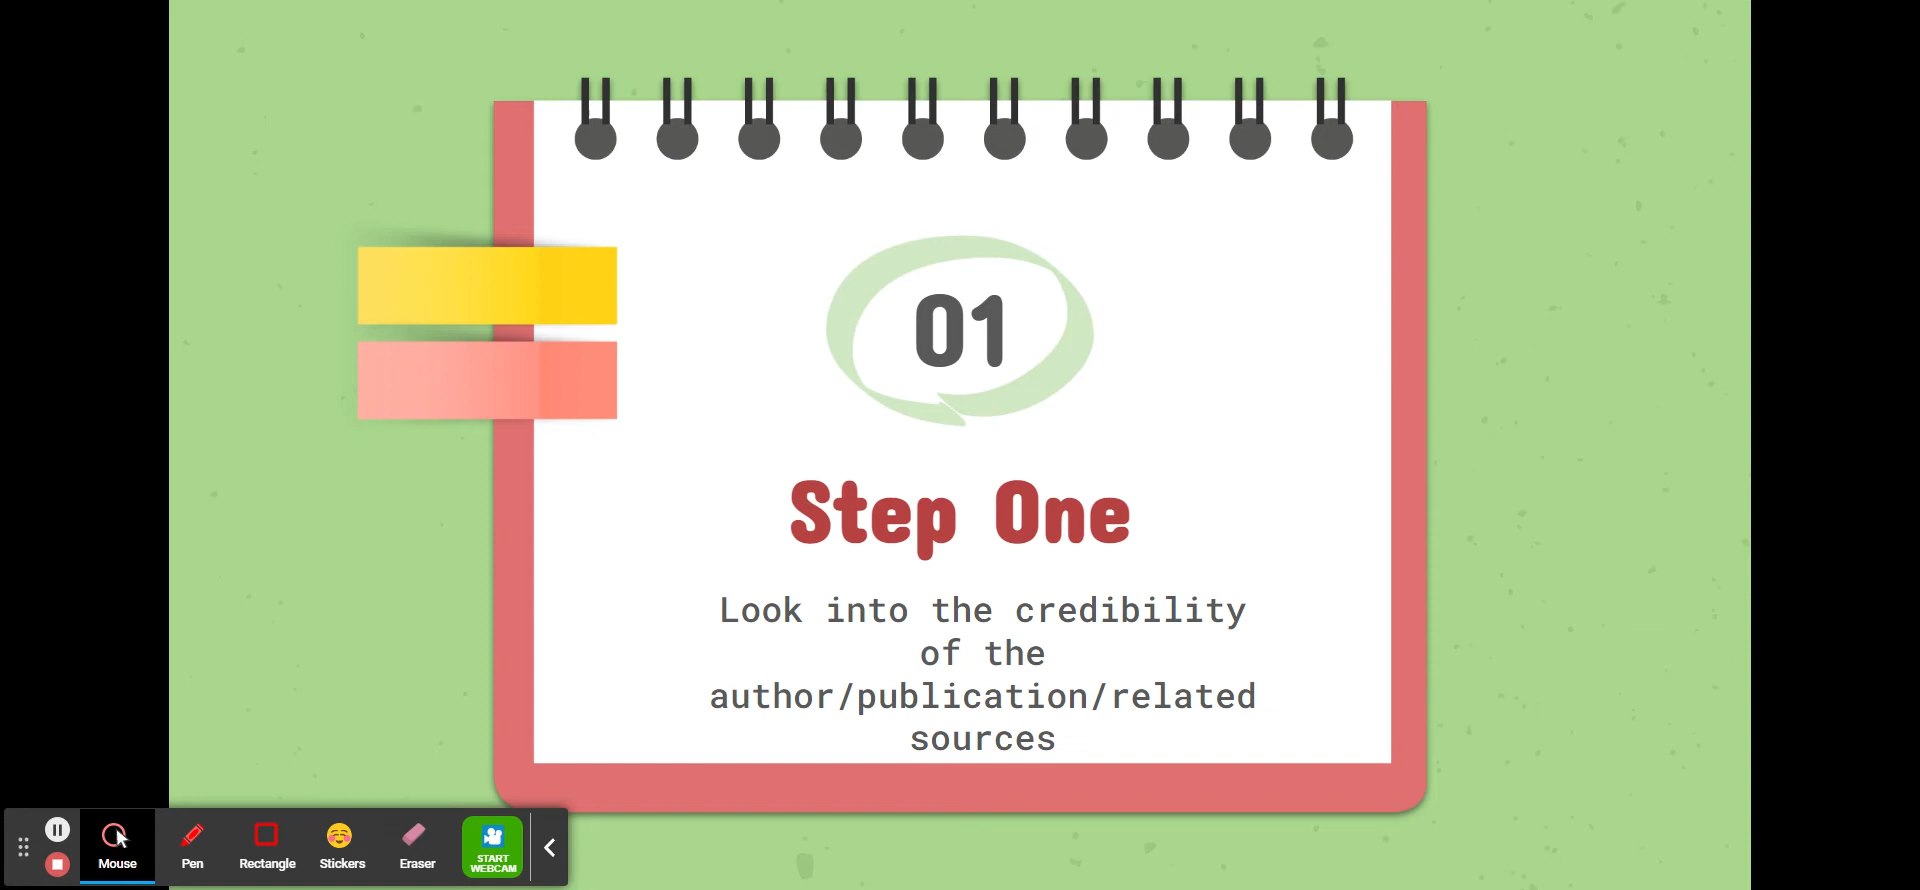 01
Step One
Look into the credibility
of the
author/publication/related
sources
Mouse
Pen
Rectangle
Stickers
Eraser
START
WEBCAM